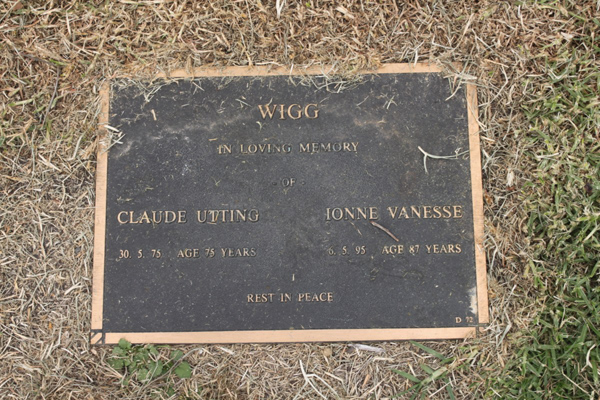 WIGG
IN LOVING MEMORY
OF
CLAUDE UTTING IONNE VANESSE
30. 5. 75. AGE 75 YEARS 6. 5. 95. AGE 87 YEARS
REST IN PEACE